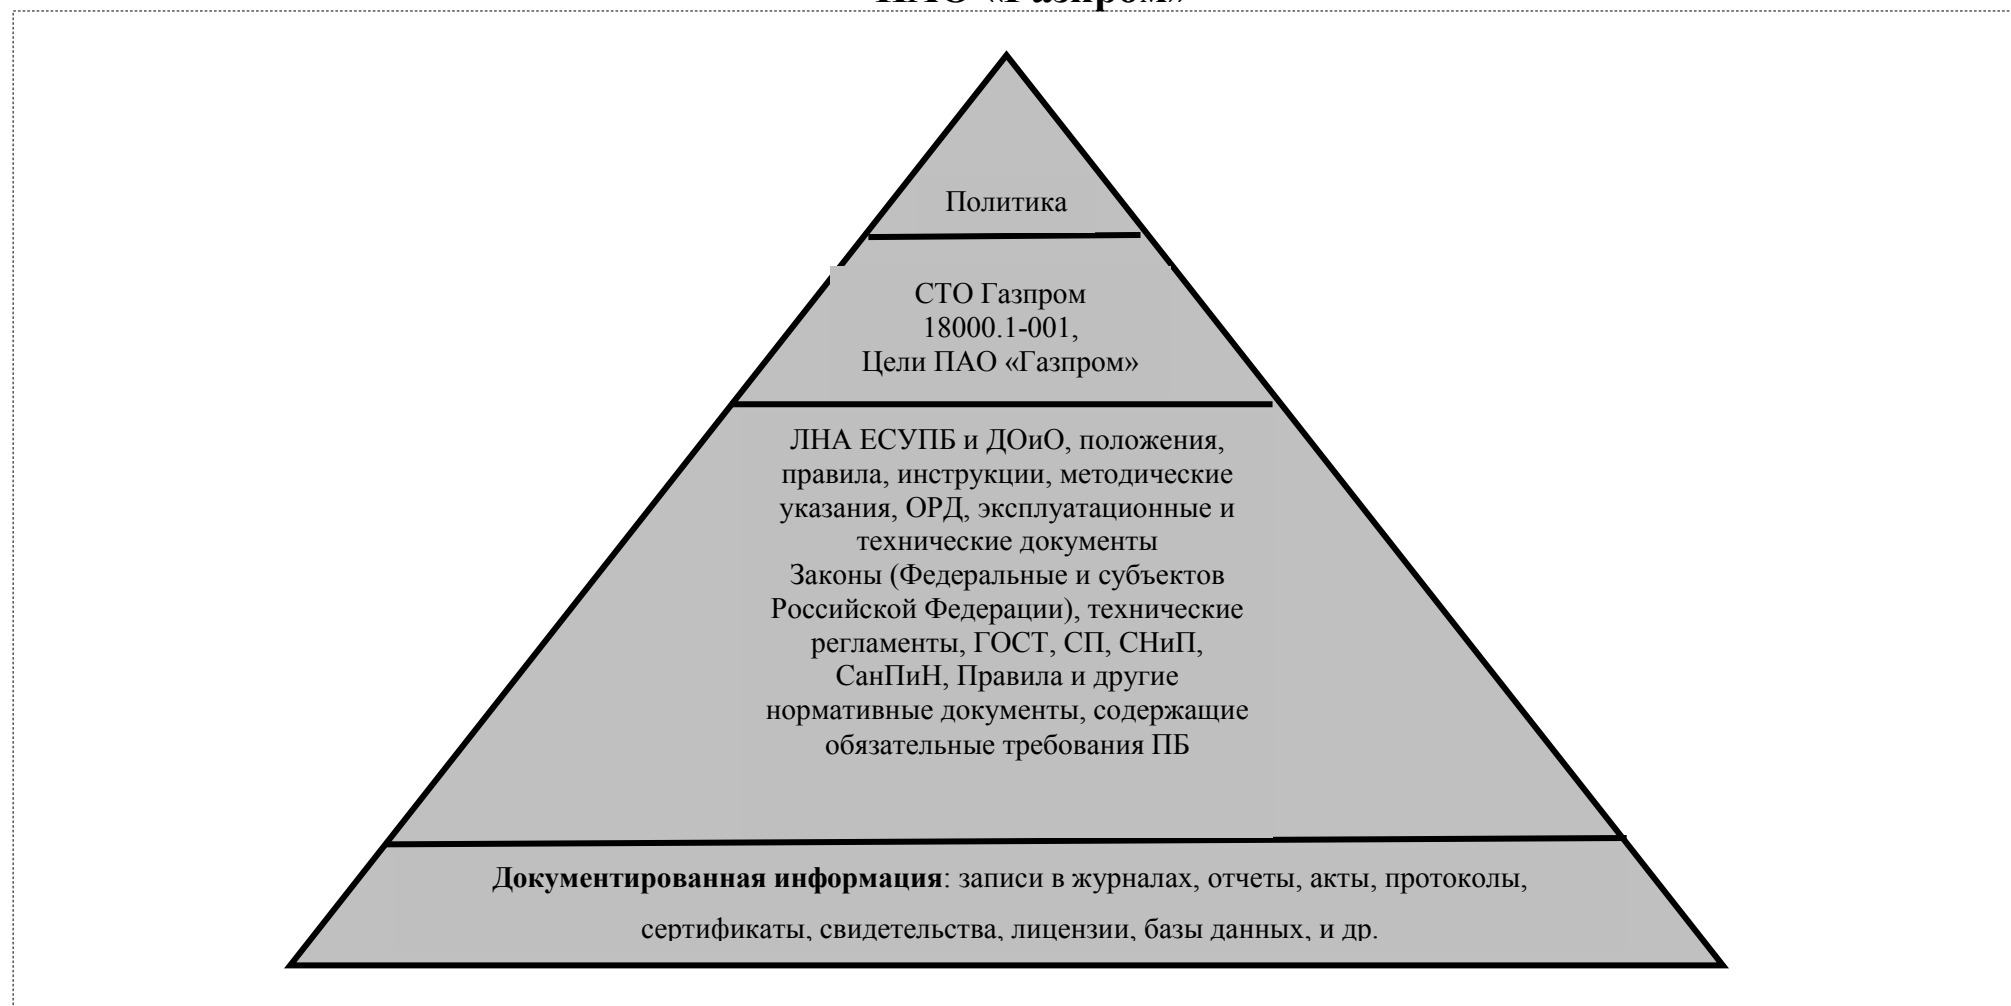 ПАО «Газпром»
Политика
СТО Газпром
18000.1-001,
Цели ПАО «Газпром»
ЛНА ЕСУПБ и ДОиО, положения,
правила, инструкции, методические
указания, ОРД, эксплуатационные и
технические документы
Законы (Федеральные и субъектов
Российской Федерации), технические
регламенты, ГОСТ, СП, СНиП,
СанПиН, Правила и другие
нормативные документы, содержащие
обязательные требования ПБ
Документированная информация: записи в журналах, отчеты, акты, протоколы,
сертификаты, свидетельства, лицензии, базы данных, и др.